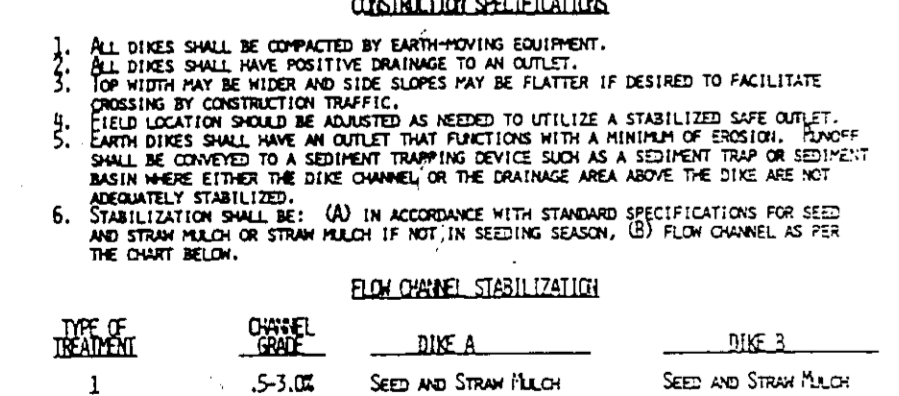 CONSTRUCTION SPECIFICATIONS
1. ALL DIKES SHALL BE COMPACTED BY EARTH-MOVING EQUIPMENT.
2. ALL DIKES SHALL HAVE POSITIVE DRAINAGE TO AN OUTLET.
3. TOP WIDTH MAY BE WIDER AND SIDE SLOPES MAY BE FLATTER IF DESIRED TO FACILITATE
CROSSING BY CONSTRUCTION TRAFFIC.
4. FIELD LOCATION SHOULD BE ADJUSTED AS NEEDED TO UTILIZE A STABILIZED SAFE OUTLET.
5. EARTH DIKES SHALL HAVE AN OUTLET THAT FUNCTIONS WITH A MINIMUM OF EROSION. RUNOFF
SHALL BE CONVEYED TO A SEDIMENT TRAPPING DEVICE SUCH AS A SEDIMENT TRAP OR SEDIMENT
BASIN WHERE EITHER THE DIKE CHANNEL OR THE DRAINAGE AREA ABOVE THE DIKE ARE NOT
ADEQUATELY STABILIZED.
6. STABILIZATION SHALL BE: (A) IN ACCORDANCE WITH STANDARD SPECIFICATIONS FOR SEED
AND STRAW MULCH OR STRAW MULCH IF NOT IN SEEDING SEASON, (B) FLOW CHANNEL AS PER
THE CHART BELOW.
FLOW CHANNEL STABILIZATION
TYPE OF TREATMENT CHANNEL GRADE DIKE A DIKE B
1 .5-3.0% SEED AND STRAW MULCH SEED AND STRAW MULCH